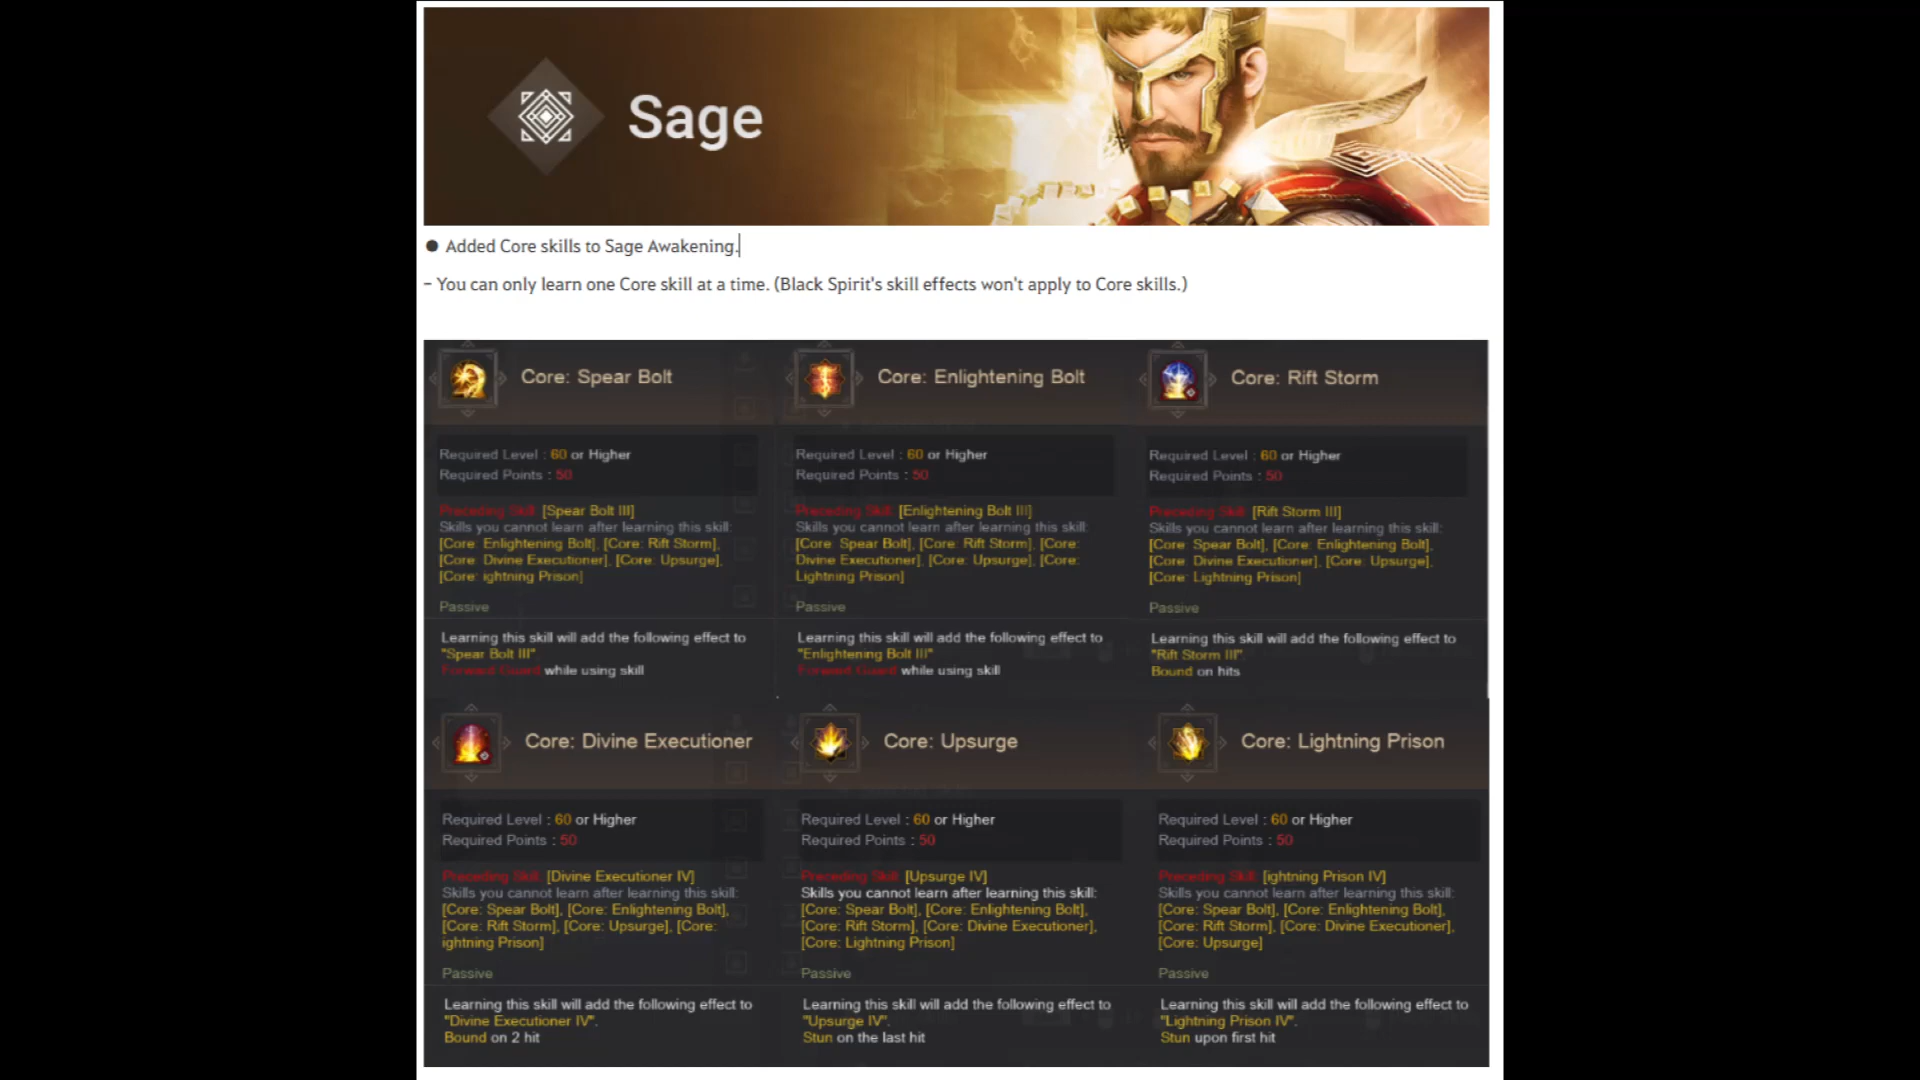 Sage
● Added Core skills to Sage Awakening.
- You can only learn one Core skill at a time. (Black Spirit's skill effects won't apply to Core skills.)
Core: Spear Bolt
Required Level : 60 or Higher
Required Points : 50
Preceding Skill: [Spear Bolt III]
Skills you cannot learn after learning this skill:
[Core: Enlightening Bolt], [Core: Rift Storm],
[Core: Divine Executioner], [Core: Upsurge],
[Core: ightning Prison]
Passive
Learning this skill will add the following effect to
"Spear Bolt III".
Forward Guard while using skill
Core: Enlightening Bolt
Required Level : 60 or Higher
Required Points : 50
Preceding Skill: [Enlightening Bolt III]
Skills you cannot learn after learning this skill:
[Core: Spear Bolt], [Core: Rift Storm], [Core:
Divine Executioner], [Core: Upsurge], [Core:
Lightning Prison]
Passive
Learning this skill will add the following effect to
"Enlightening Bolt III"
Forward Guard while using skill
Core: Rift Storm
Required Level : 60 or Higher
Required Points : 50
Preceding Skill: [Rift Storm III]
Skills you cannot learn after learning this skill:
[Core: Spear Bolt], [Core: Enlightening Bolt],
[Core: Divine Executioner], [Core: Upsurge],
[Core: Lightning Prison]
Passive
Learning this skill will add the following effect to
"Rift Storm III".
Bound on hits
Core: Divine Executioner
Required Level : 60 or Higher
Required Points : 50
Preceding Skill: [Divine Executioner IV]
Skills you cannot learn after learning this skill:
[Core: Spear Bolt], [Core: Enlightening Bolt],
[Core: Rift Storm], [Core: Upsurge], [Core:
ightning Prison]
Passive
Learning this skill will add the following effect to
"Divine Executioner IV".
Bound on 2 hit
Core: Upsurge
Required Level : 60 or Higher
Required Points : 50
Preceding Skill: [Upsurge IV]
Skills you cannot learn after learning this skill:
[Core: Spear Bolt], [Core: Enlightening Bolt],
[Core: Rift Storm], [Core: Divine Executioner],
[Core: Lightning Prison]
Passive
Learning this skill will add the following effect to
"Upsurge IV".
Stun on the last hit
Core: Lightning Prison
Required Level : 60 or Higher
Required Points : 50
Preceding Skill: [ightning Prison IV]
Skills you cannot learn after learning this skill:
[Core: Spear Bolt], [Core: Enlightening Bolt],
[Core: Rift Storm], [Core: Divine Executioner],
[Core: Upsurge]
Passive
Learning this skill will add the following effect to
"Lightning Prison IV".
Stun upon first hit